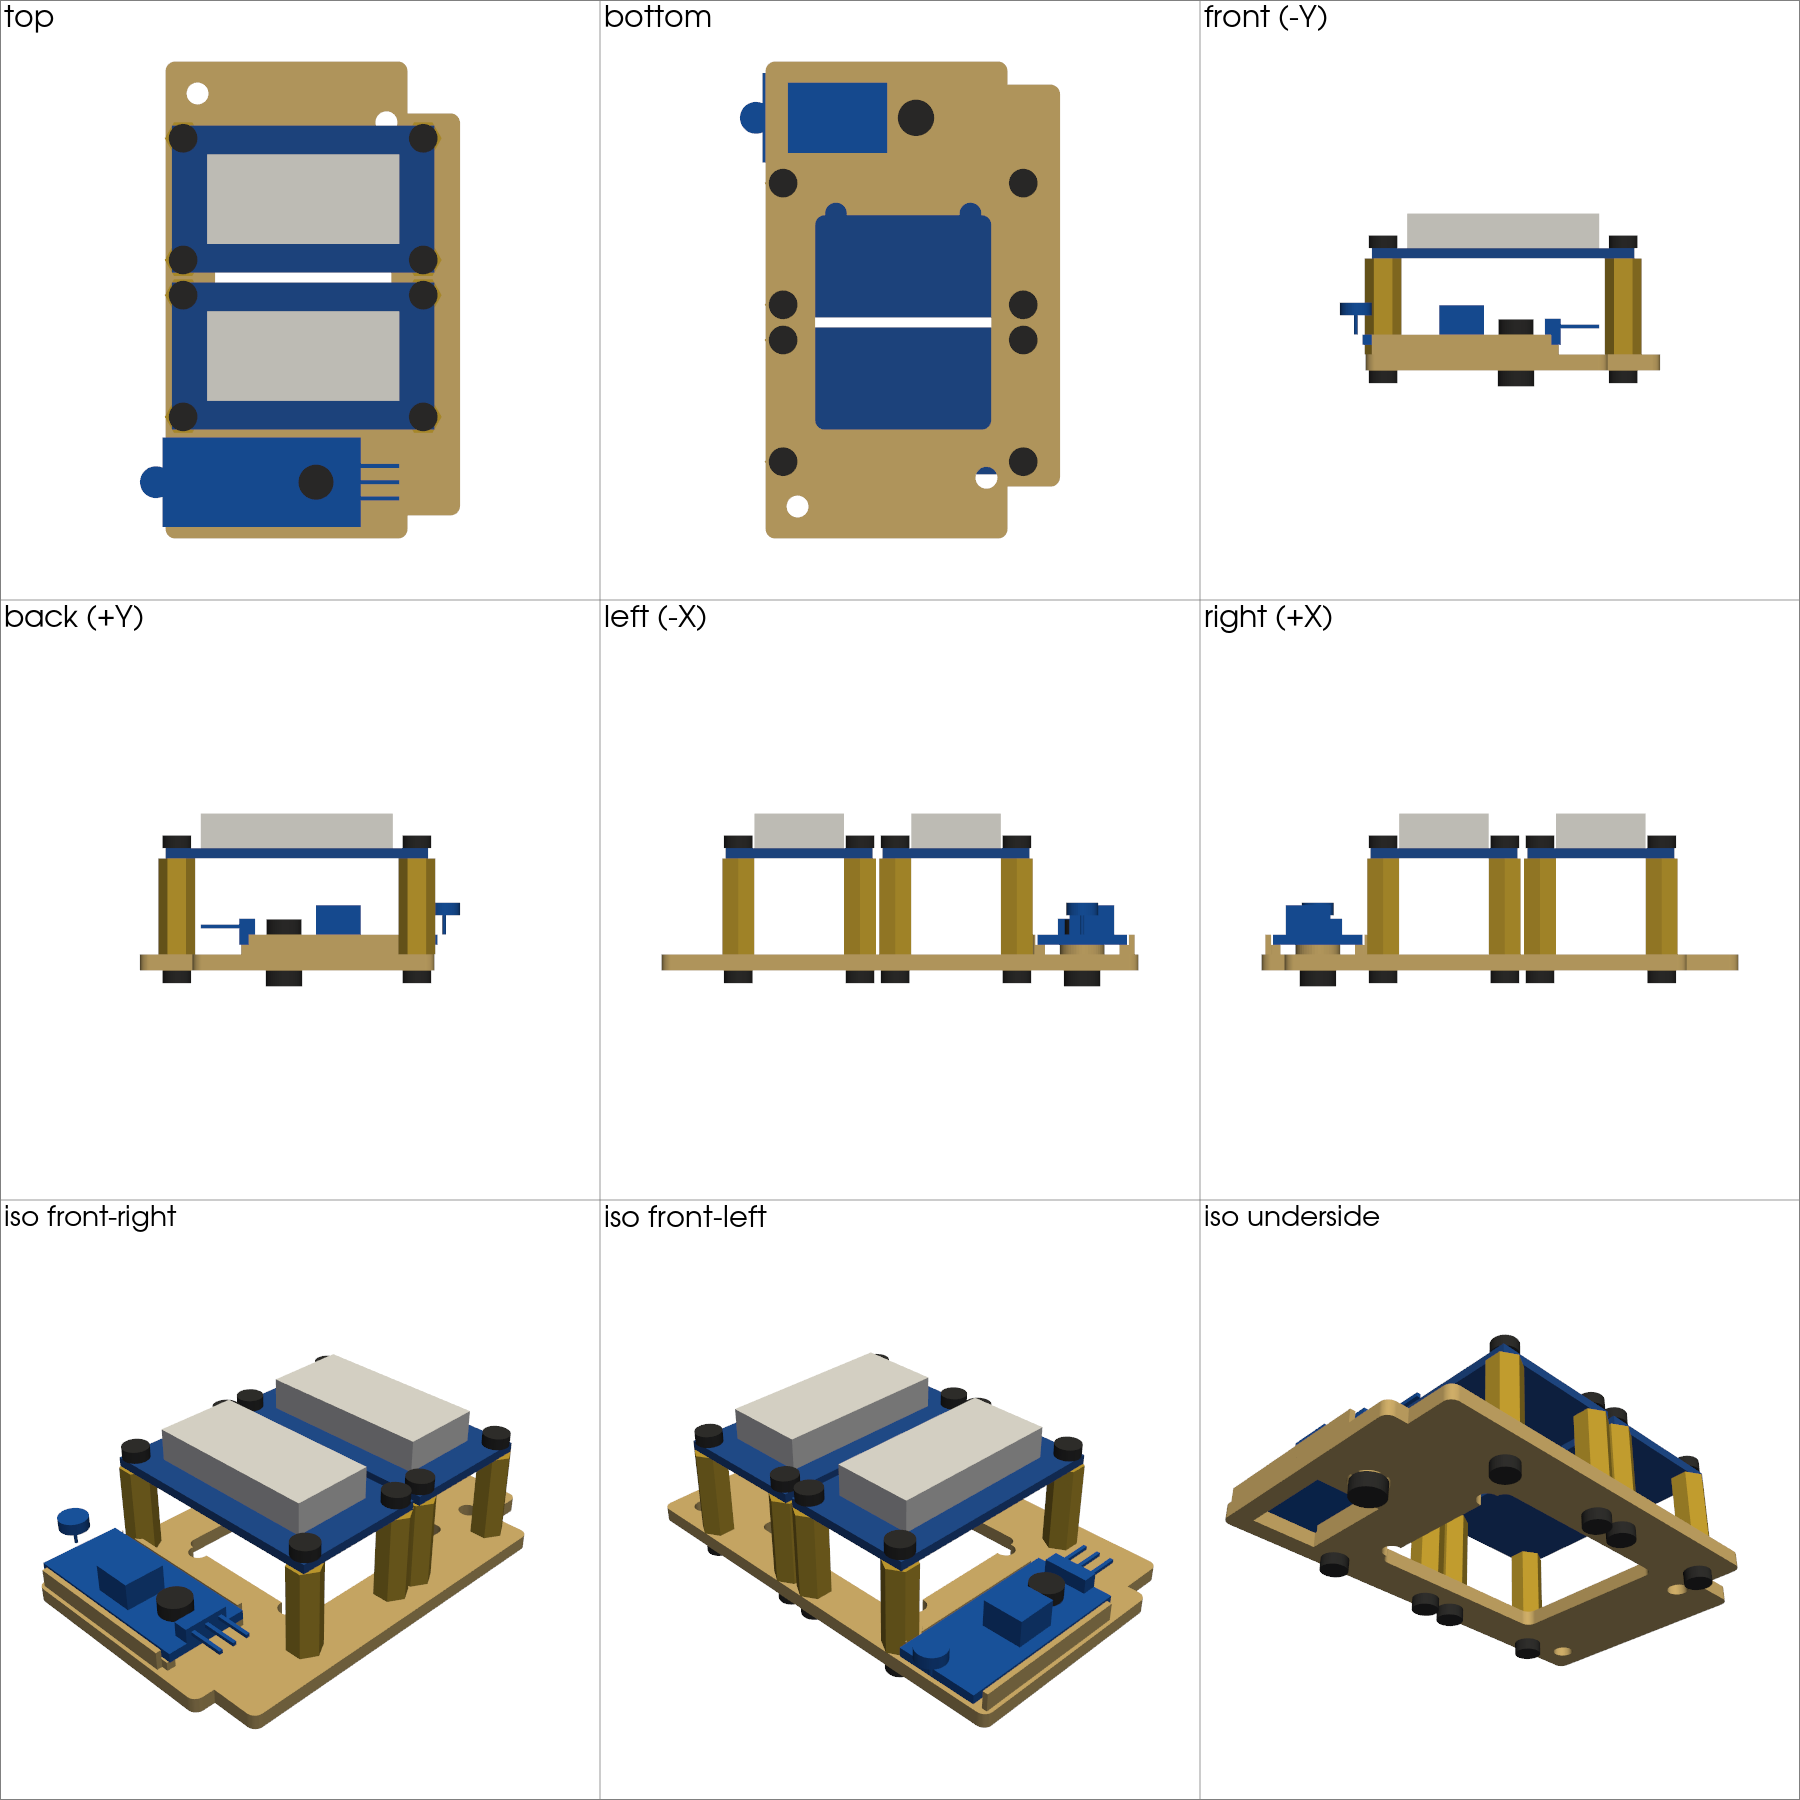 top
bottom
front (-Y)
back (+Y)
left (-X)
right (+X)
iso front-right
iso front-left
iso underside